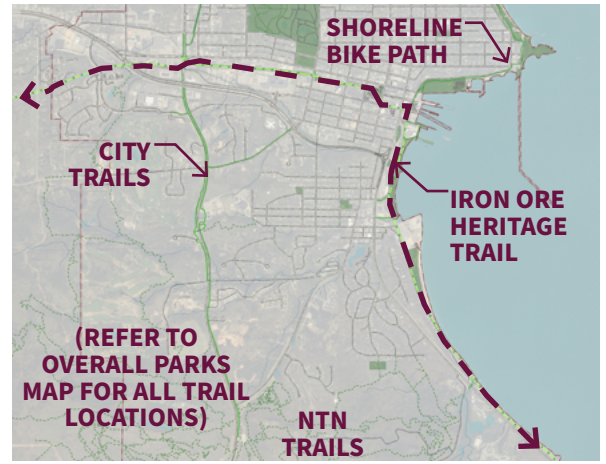 SHORELINE
BIKE PATH
CITY
TRAILS
IRON ORE
HERITAGE
TRAIL
(REFER TO
OVERALL PARKS
MAP FOR ALL TRAIL
LOCATIONS)
NTN
TRAILS